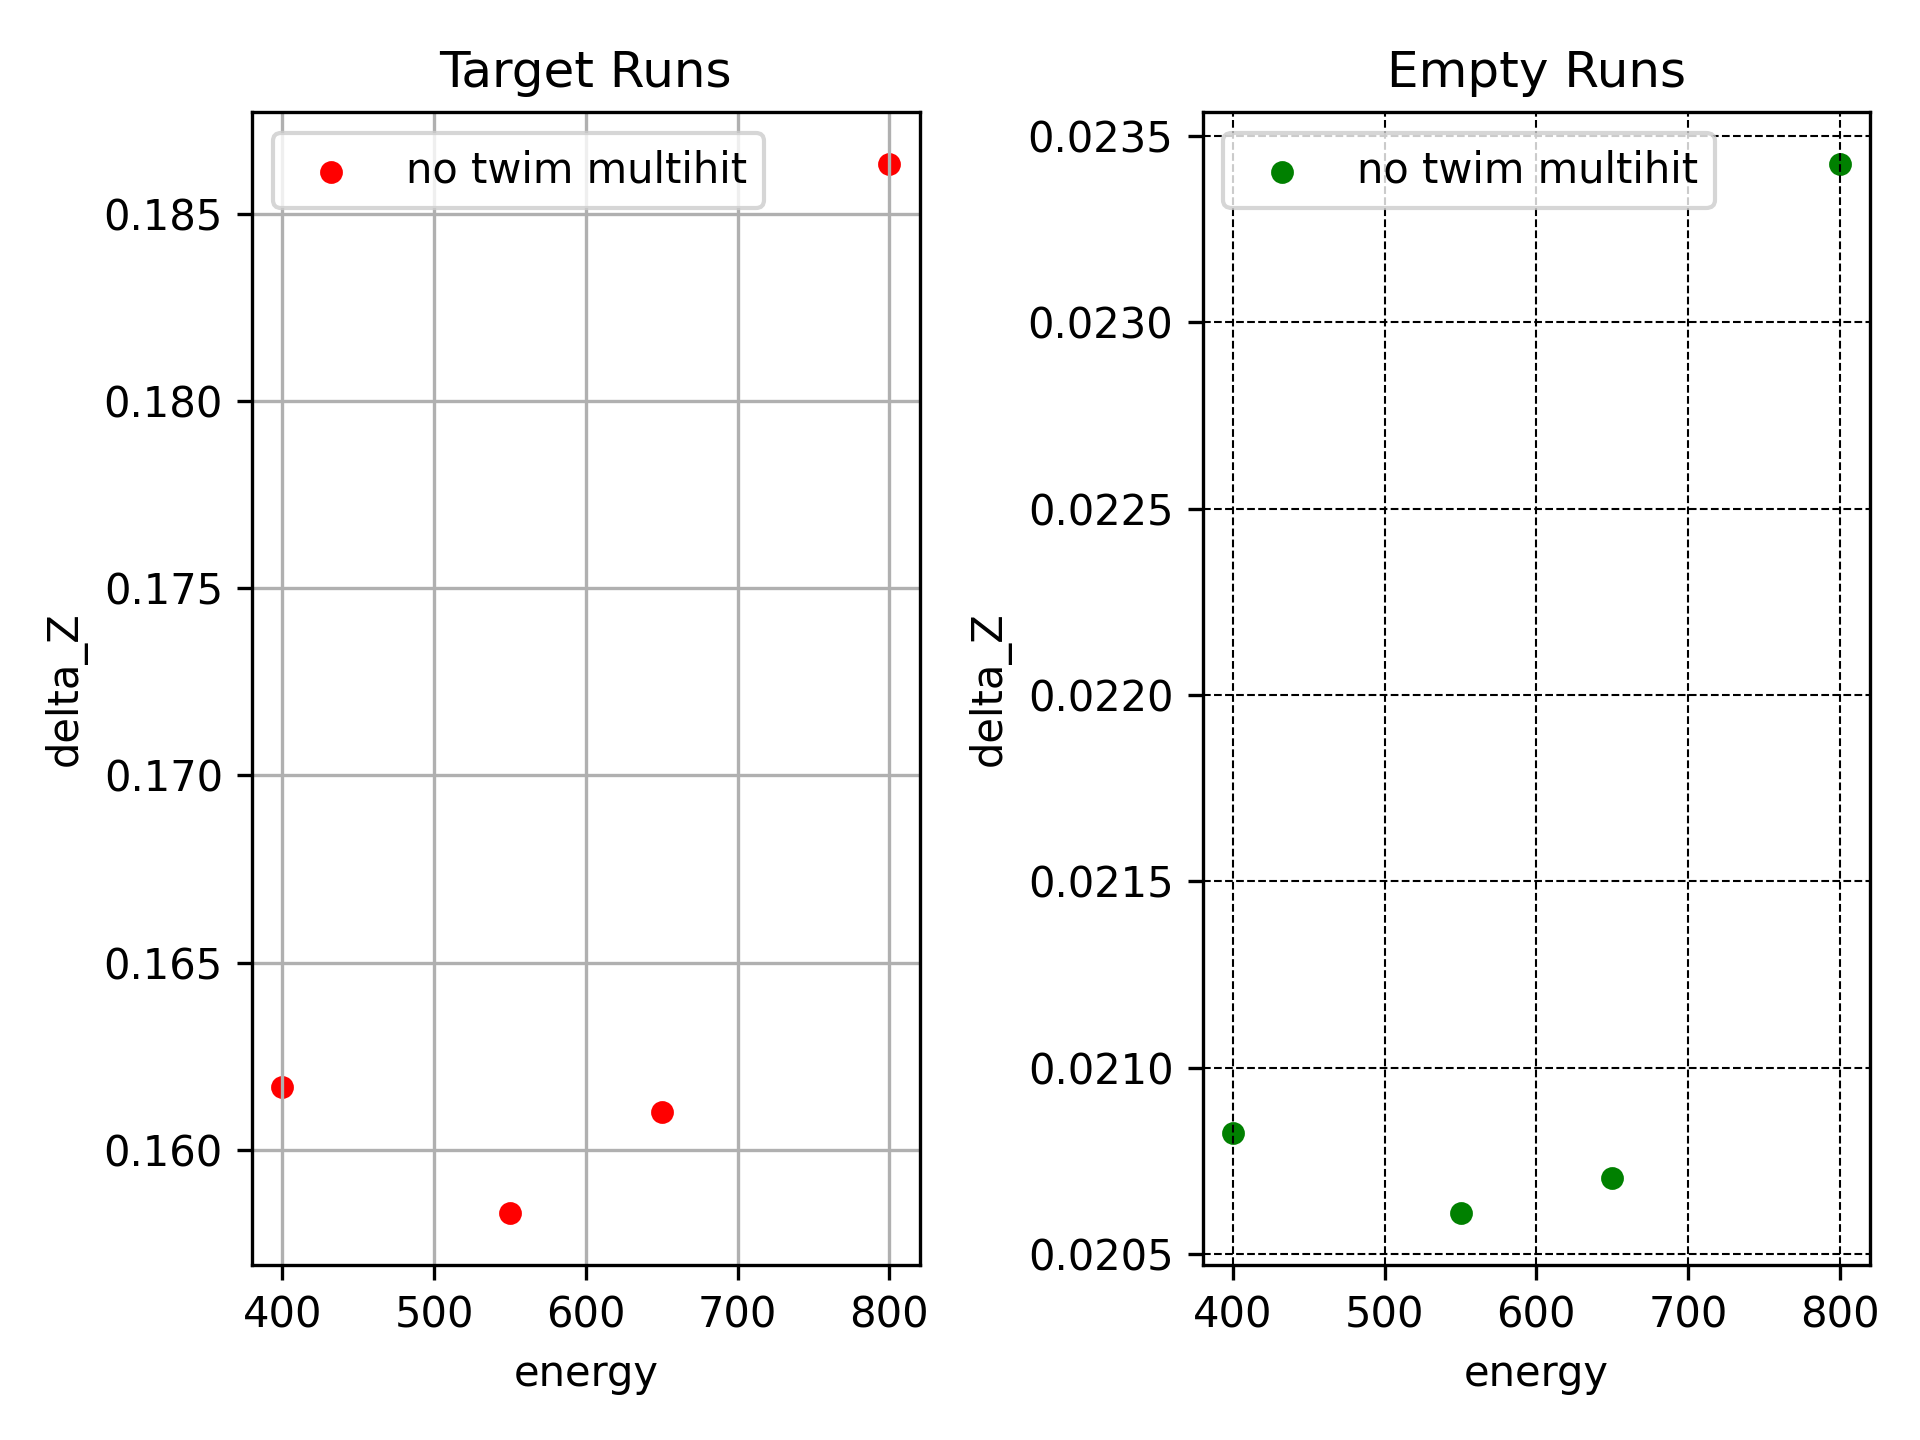 Target Runs
no twim multihit
0.185
0.180
0.175
0.170
0.165
0.160
delta_Z
400 500 600 700 800
energy
Empty Runs
no twim multihit
0.0235
0.0230
0.0225
0.0220
0.0215
0.0210
0.0205
delta_Z
400 500 600 700 800
energy